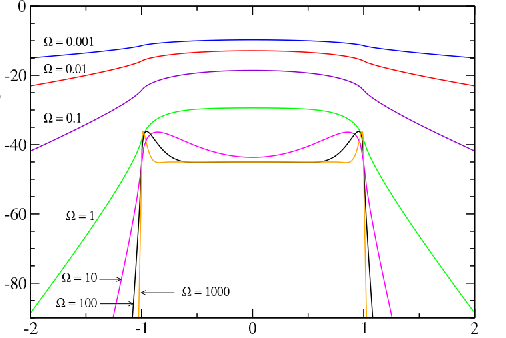 0
Ω = 0.001
Ω = 0.01
-20
Ω = 0.1
-40
Ω = 1
-60
Ω = 10
-80
Ω = 1000
Ω = 100
-2 -1 0 1 2